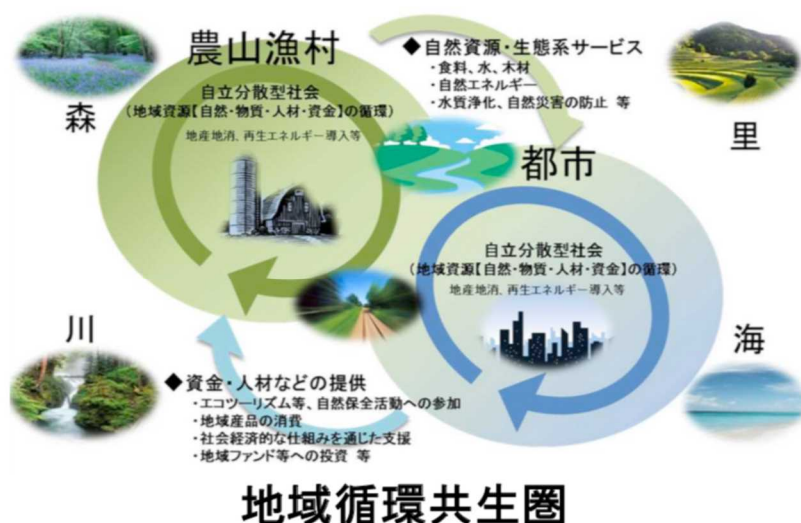 農山漁村
自立分散型社会
(地域資源【自然・物質・人材・資金】の循環)
地産地消、再生エネルギー導入等
◆自然資源・生態系サービス
・食料、水、木材
・自然エネルギー
・水質浄化、自然災害の防止 等
森
里
都市
自立分散型社会
(地域資源【自然・物質・人材・資金】の循環)
地産地消、再生エネルギー導入等
川
海
◆資金・人材などの提供
・エコツーリズム等、自然保全活動への参加
・地域産品の消費
・社会経済的な仕組みを通じた支援
・地域ファンド等への投資 等
地域循環共生圏